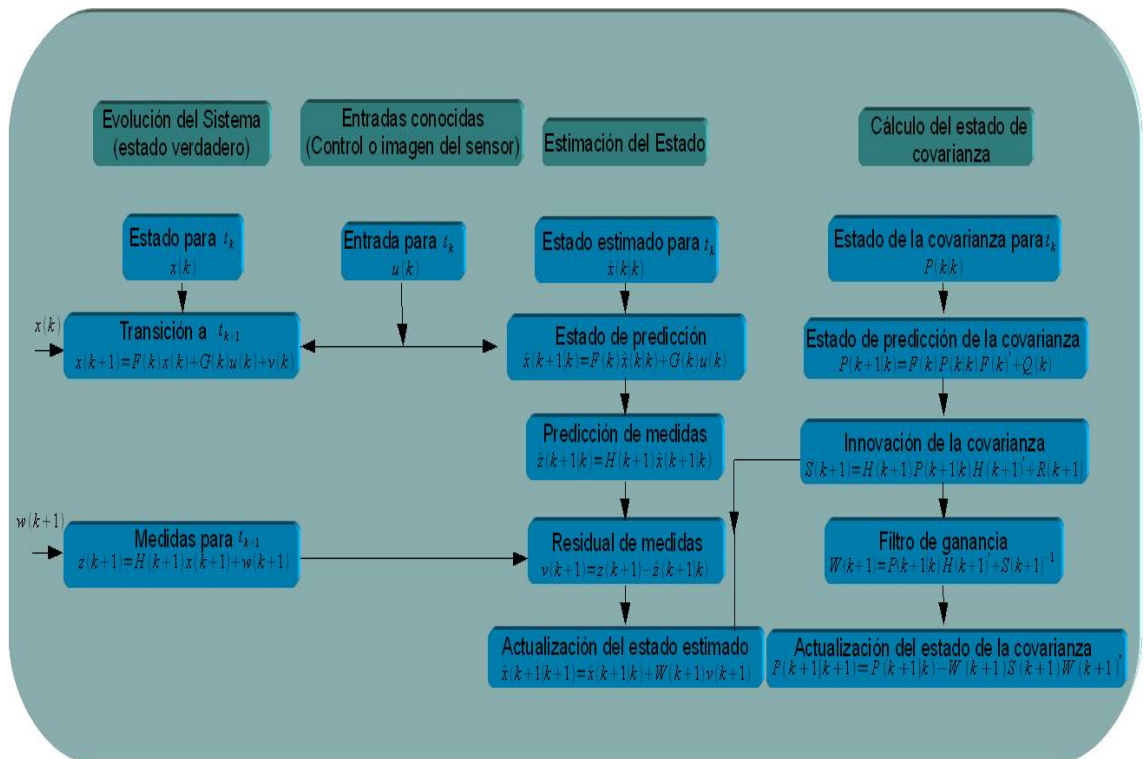 Evolución del Sistema
(estado verdadero)
Entradas conocidas
(Control o imagen del sensor)
Estimación del Estado
Cálculo del estado de
covarianza
Estado para t_k
x(k)
Entrada para t_k
u(k)
Estado estimado para t_k
x̂(k|k)
Estado de la covarianza para t_k
P(k|k)
x(k)
Transición a t_{k+1}
x(k+1)=F(k)x(k)+G(k)u(k)+v(k)
Estado de predicción
x̂(k+1|k)=F(k)x̂(k|k)+G(k)u(k)
Estado de predicción de la covarianza
P(k+1|k)=F(k)P(k|k)F(k)'+Q(k)
Predicción de medidas
ẑ(k+1|k)=H(k+1)x̂(k+1|k)
Innovación de la covarianza
S(k+1)=H(k+1)P(k+1|k)H(k+1)'+R(k+1)
w(k+1)
Medidas para t_{k+1}
z(k+1)=H(k+1)x(k+1)+w(k+1)
Residual de medidas
v(k+1)=z(k+1)−ẑ(k+1|k)
Filtro de ganancia
W(k+1)=P(k+1|k)H(k+1)'+S(k+1)^{-1}
Actualización del estado estimado
x̂(k+1|k+1)=x̂(k+1|k)+W(k+1)v(k+1)
Actualización del estado de la covarianza
P(k+1|k+1)=P(k+1|k)−W(k+1)S(k+1)W(k+1)'